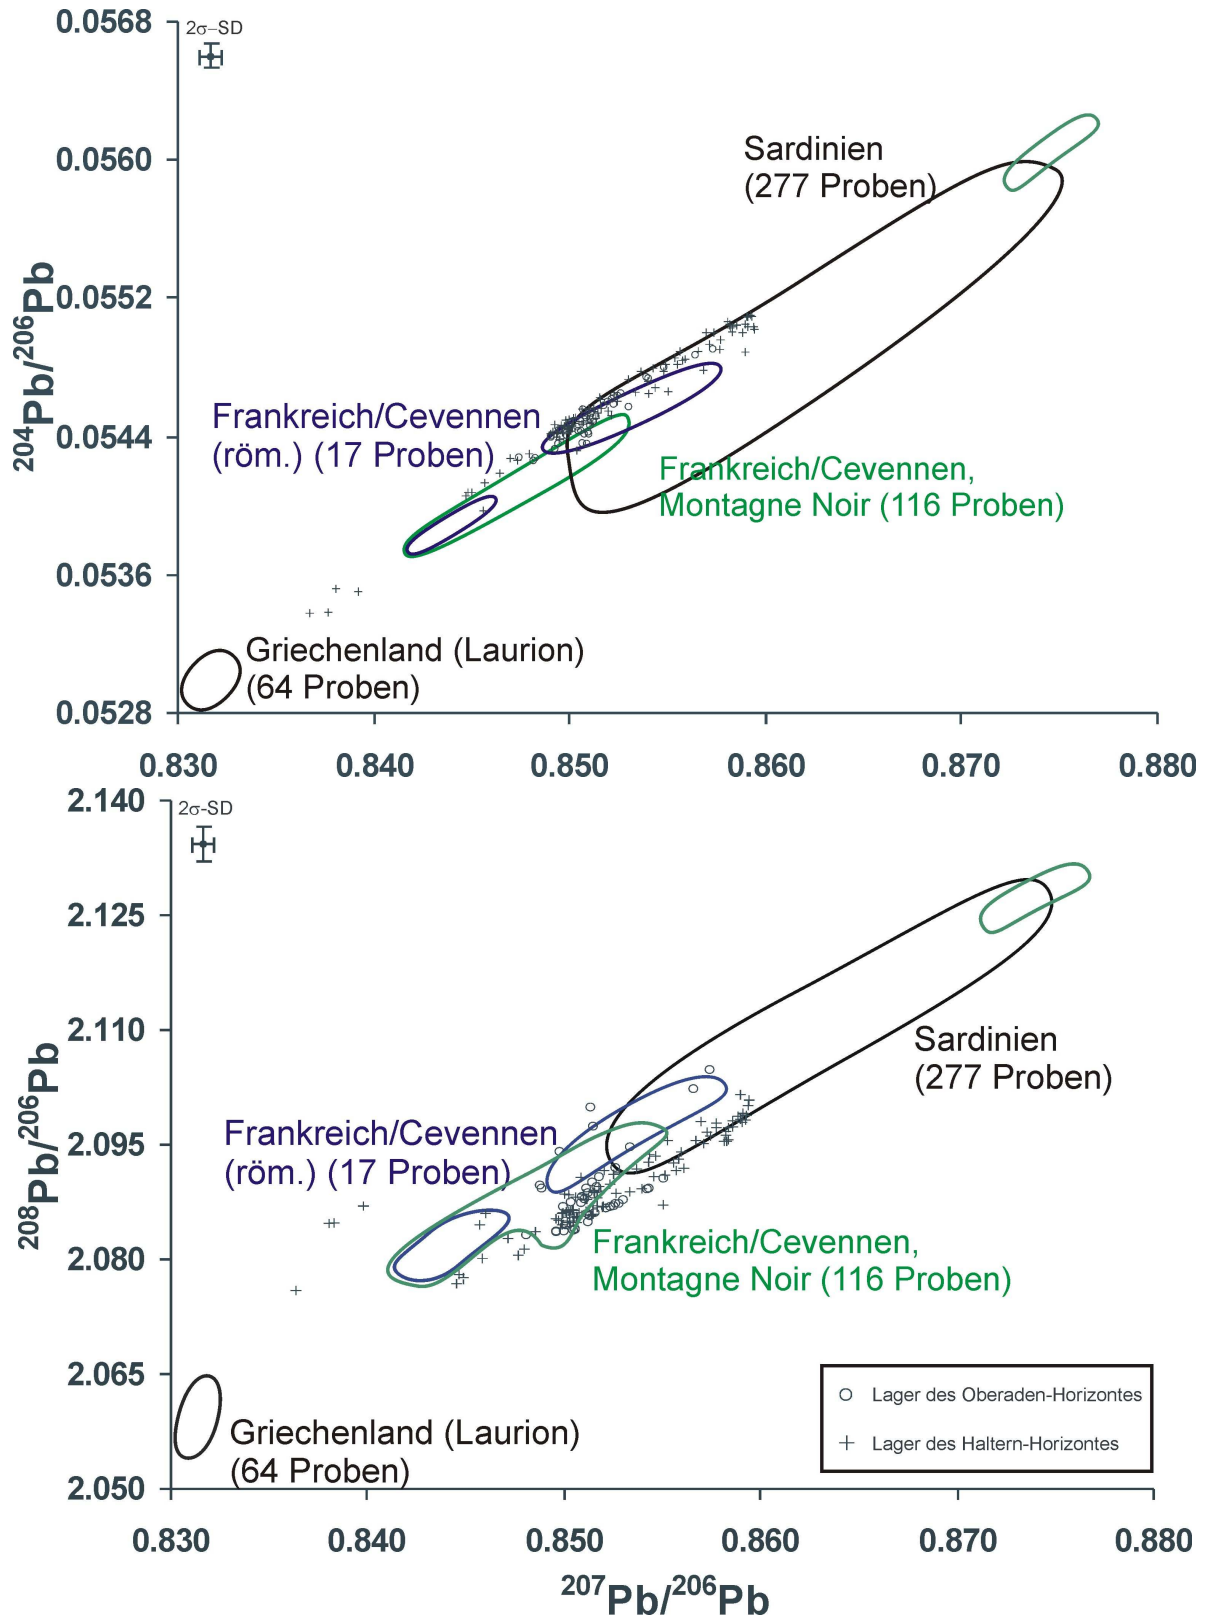 0.0568
2σ–SD
0.0560
Sardinien
(277 Proben)
0.0552
²⁰⁴Pb/²⁰⁶Pb
Frankreich/Cevennen
(röm.) (17 Proben)
0.0544
Frankreich/Cevennen,
Montagne Noir (116 Proben)
0.0536
Griechenland (Laurion)
(64 Proben)
0.0528
0.830 0.840 0.850 0.860 0.870 0.880
2.140
2σ-SD
2.125
2.110
Sardinien
(277 Proben)
²⁰⁸Pb/²⁰⁶Pb
Frankreich/Cevennen
(röm.) (17 Proben)
2.095
Frankreich/Cevennen,
Montagne Noir (116 Proben)
2.080
2.065
Lager des Oberaden-Horizontes
Lager des Haltern-Horizontes
Griechenland (Laurion)
(64 Proben)
2.050
0.830 0.840 0.850 0.860 0.870 0.880
²⁰⁷Pb/²⁰⁶Pb